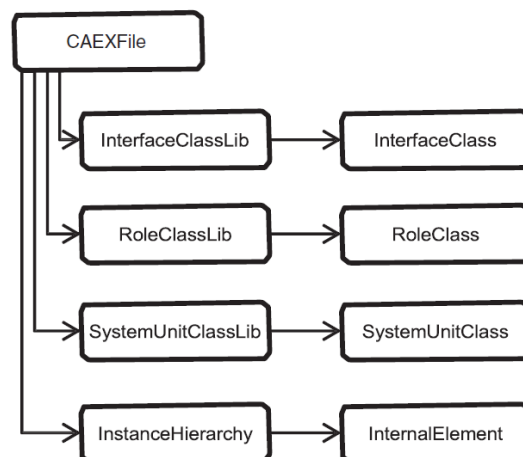 CAEXFile
InterfaceClassLib
InterfaceClass
RoleClassLib
RoleClass
SystemUnitClassLib
SystemUnitClass
InstanceHierarchy
InternalElement